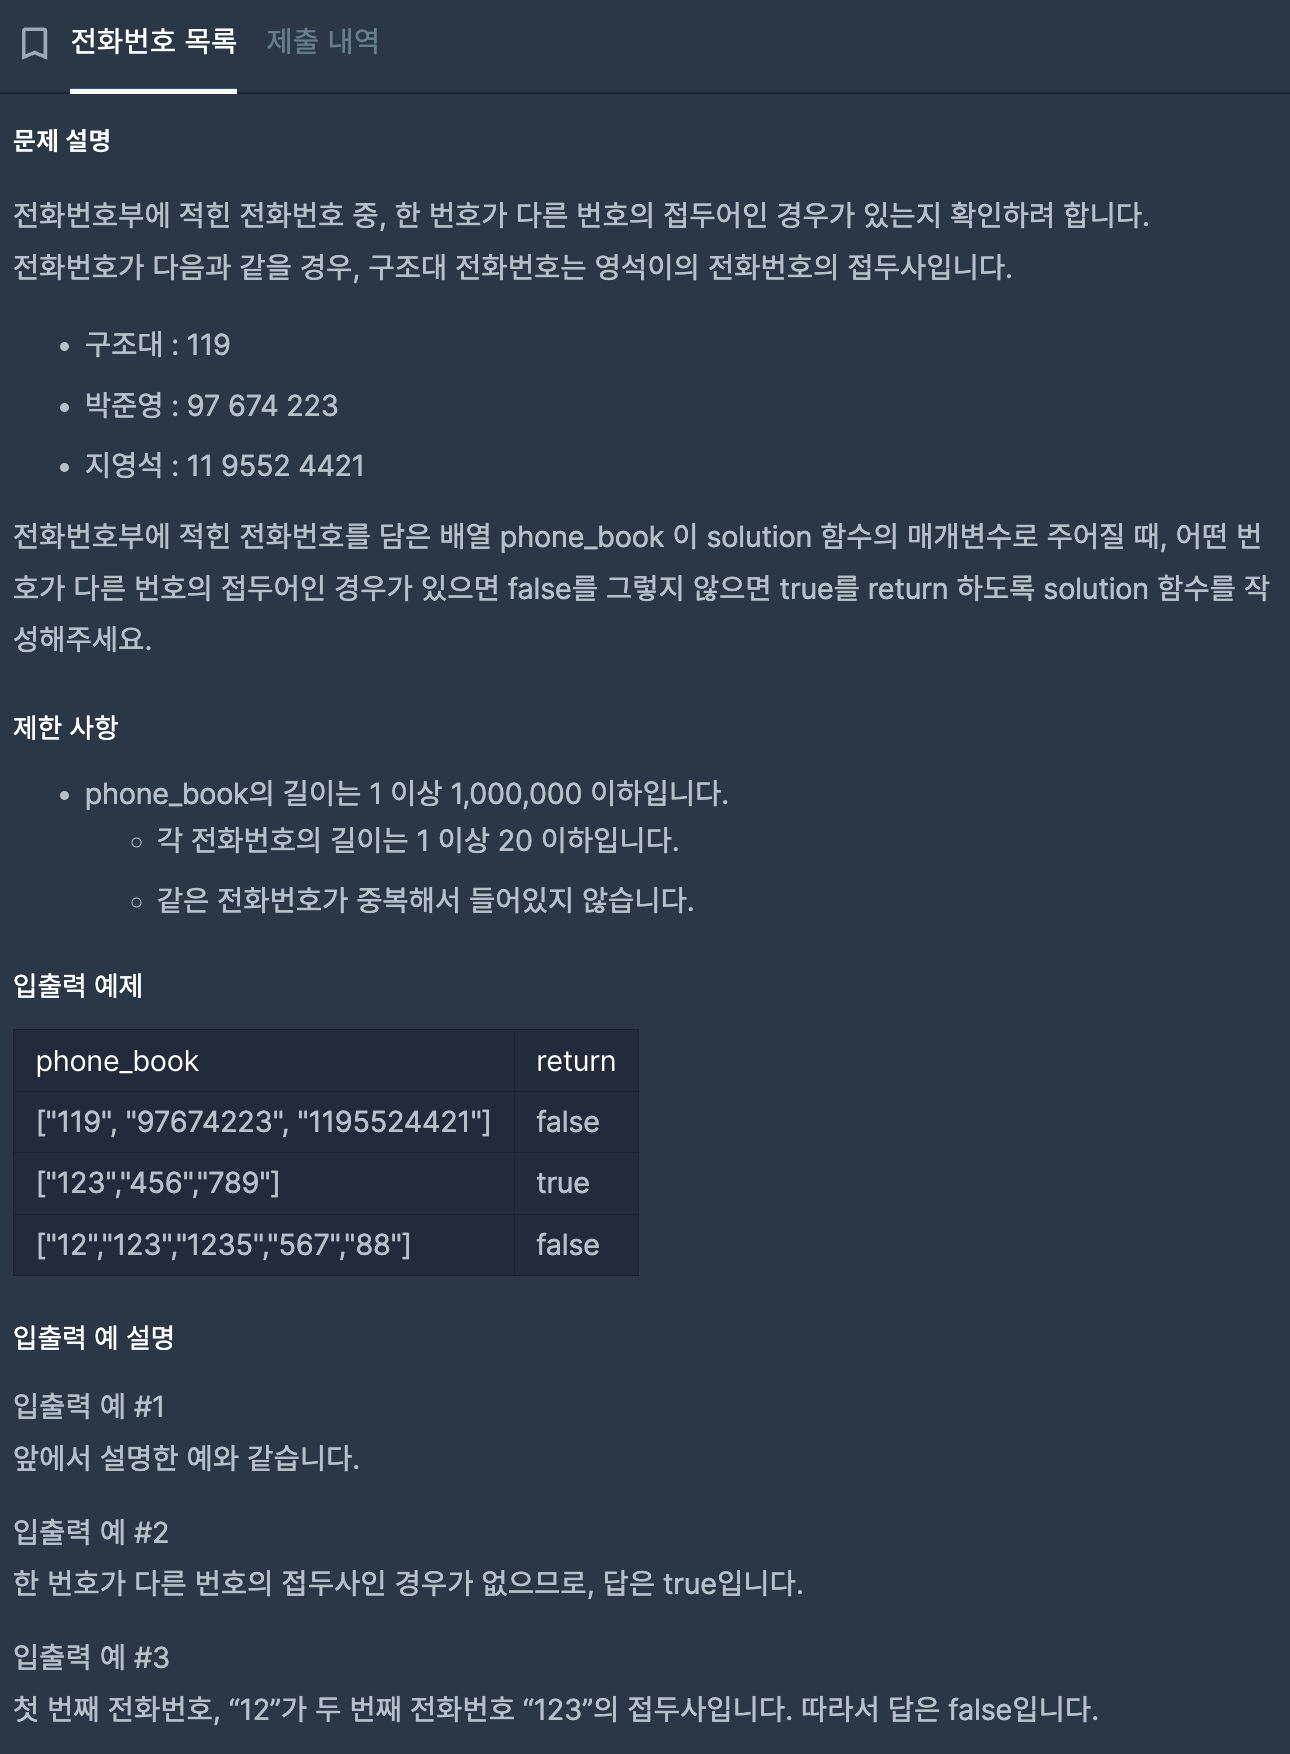 전화번호 목록 제출 내역
문제 설명
전화번호부에 적힌 전화번호 중, 한 번호가 다른 번호의 접두어인 경우가 있는지 확인하려 합니다.
전화번호가 다음과 같을 경우, 구조대 전화번호는 영석이의 전화번호의 접두사입니다.
• 구조대 : 119
• 박준영 : 97 674 223
• 지영석 : 11 9552 4421
전화번호부에 적힌 전화번호를 담은 배열 phone_book 이 solution 함수의 매개변수로 주어질 때, 어떤 번
호가 다른 번호의 접두어인 경우가 있으면 false를 그렇지 않으면 true를 return 하도록 solution 함수를 작
성해주세요.
제한 사항
• phone_book의 길이는 1 이상 1,000,000 이하입니다.
◦ 각 전화번호의 길이는 1 이상 20 이하입니다.
◦ 같은 전화번호가 중복해서 들어있지 않습니다.
입출력 예제
phone_book return
["119", "97674223", "1195524421"] false
["123","456","789"] true
["12","123","1235","567","88"] false
입출력 예 설명
입출력 예 #1
앞에서 설명한 예와 같습니다.
입출력 예 #2
한 번호가 다른 번호의 접두사인 경우가 없으므로, 답은 true입니다.
입출력 예 #3
첫 번째 전화번호, “12”가 두 번째 전화번호 “123”의 접두사입니다. 따라서 답은 false입니다.